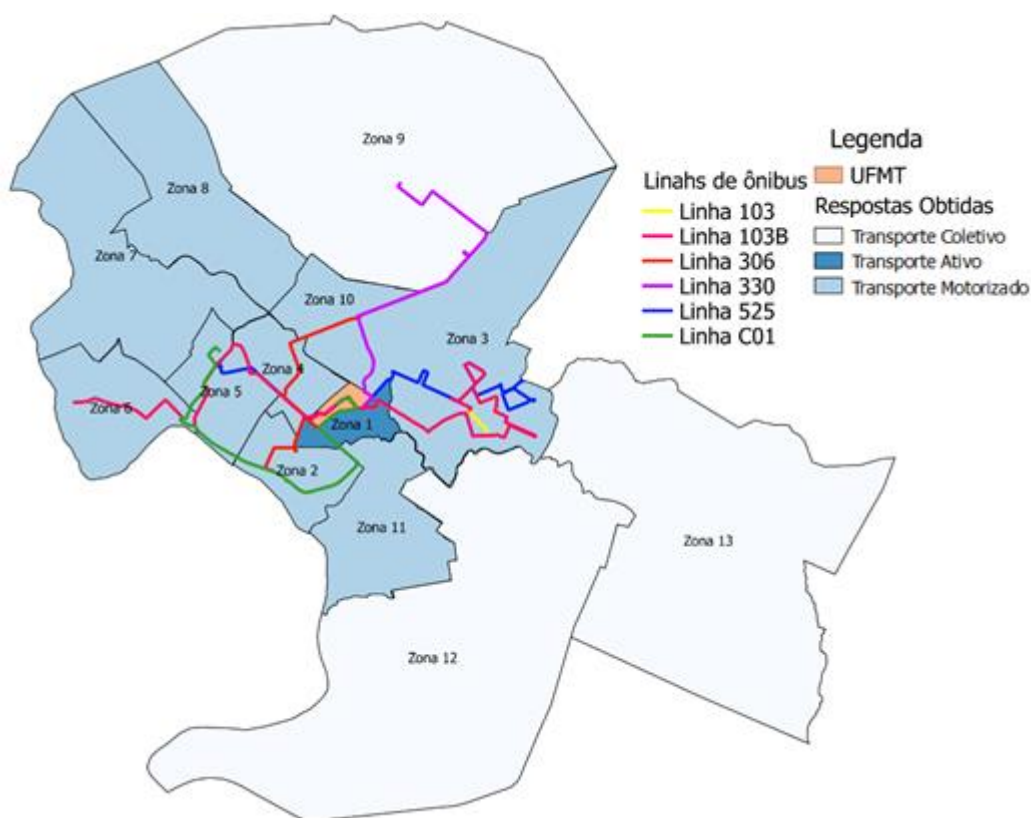 Zona 9
Zona 8
Zona 7
Zona 10
Zona 3
Zona 4
Zona 5
Zona 6
Zona 1
Zona 2
Zona 11
Zona 13
Zona 12
Linahs de ônibus
Linha 103
Linha 103B
Linha 306
Linha 330
Linha 525
Linha C01
Legenda
UFMT
Respostas Obtidas
Transporte Coletivo
Transporte Ativo
Transporte Motorizado